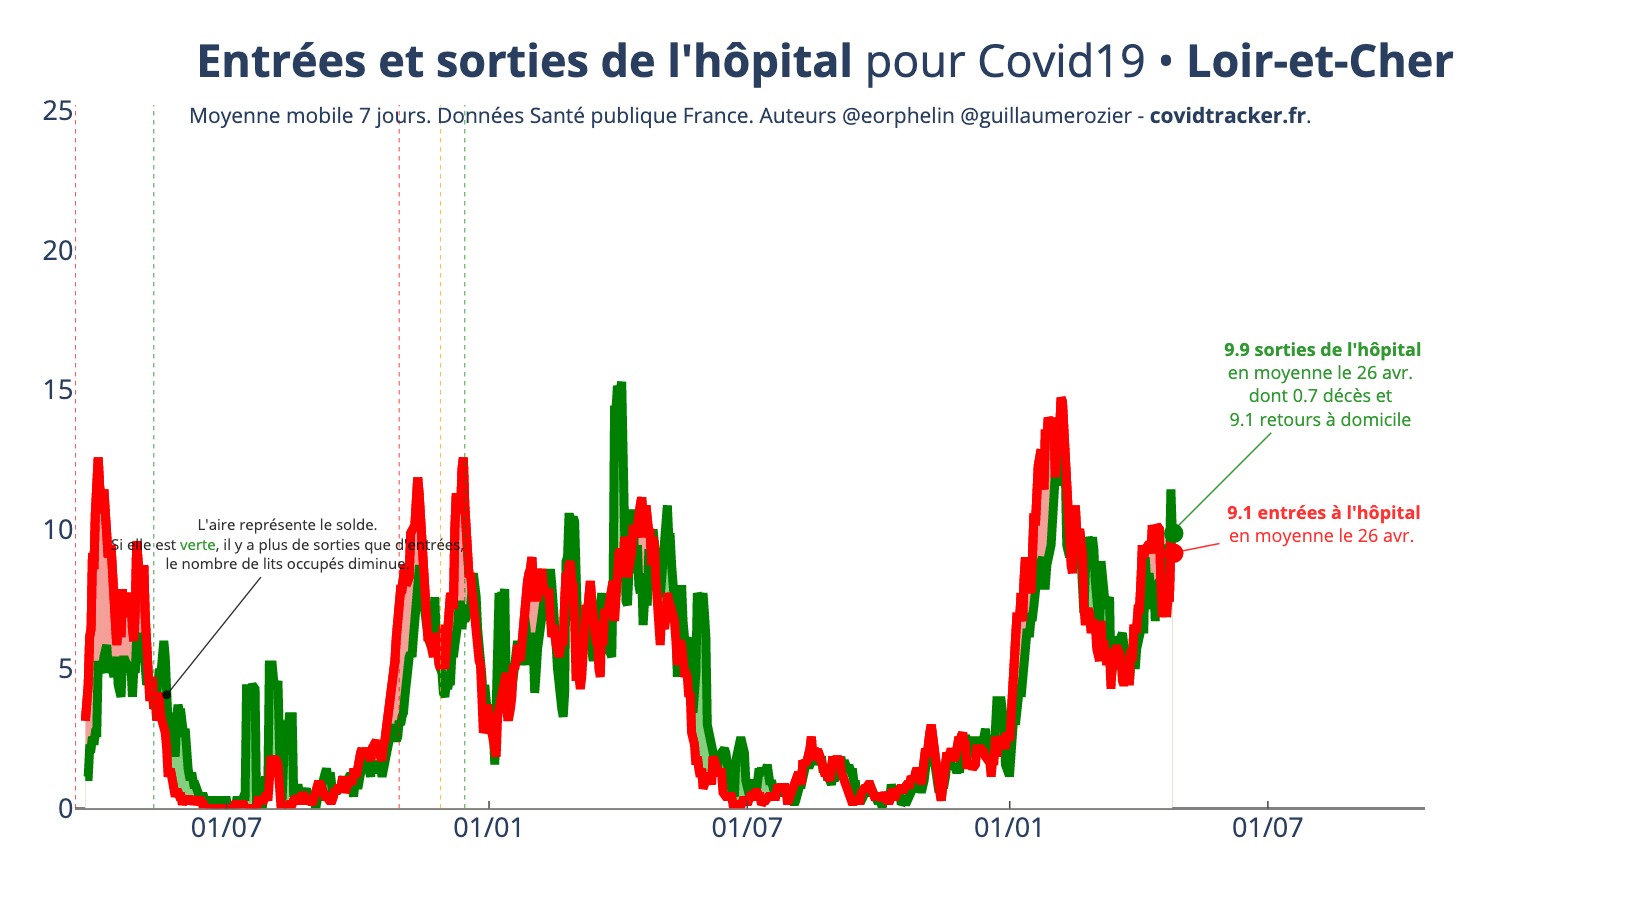 Entrées et sorties de l'hôpital pour Covid19 • Loir-et-Cher
Moyenne mobile 7 jours. Données Santé publique France. Auteurs @eorphelin @guillaumerozier - covidtracker.fr.
25
20
15
10
5
0
L'aire représente le solde.
Si elle est verte, il y a plus de sorties que d'entrées,
le nombre de lits occupés diminue.
9.9 sorties de l'hôpital
en moyenne le 26 avr.
dont 0.7 décès et
9.1 retours à domicile
9.1 entrées à l'hôpital
en moyenne le 26 avr.
01/07
01/01
01/07
01/01
01/07